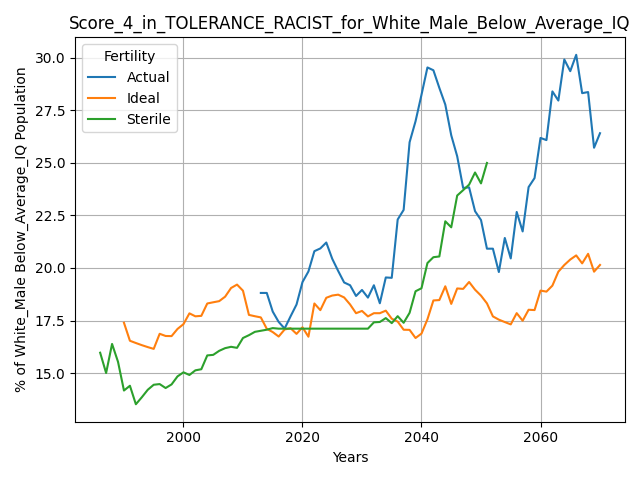 Score_4_in_TOLERANCE_RACIST_for_White_Male_Below_Average_IQ
% of White_Male Below_Average_IQ Population
30.0
27.5
25.0
22.5
20.0
17.5
15.0
Fertility
Actual
Ideal
Sterile
2000
2020
2040
2060
Years